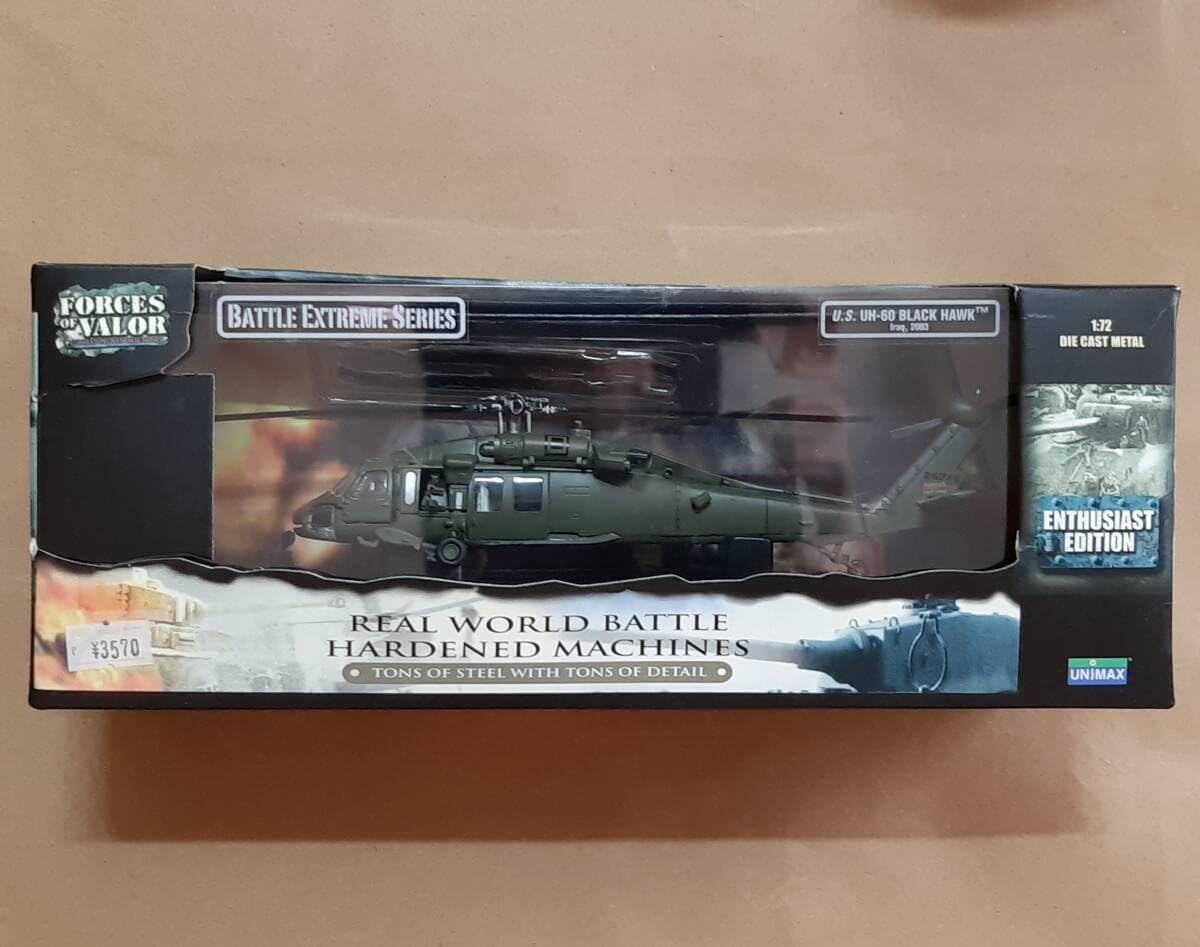 FORCES
OF VALOR
BATTLE EXTREME SERIES
U.S. UH-60 BLACK HAWK™
Iraq, 2003
1:72
DIE CAST METAL
ENTHUSIAST
EDITION
REAL WORLD BATTLE
HARDENED MACHINES
• TONS OF STEEL WITH TONS OF DETAIL •
¥3570
UNIMAX